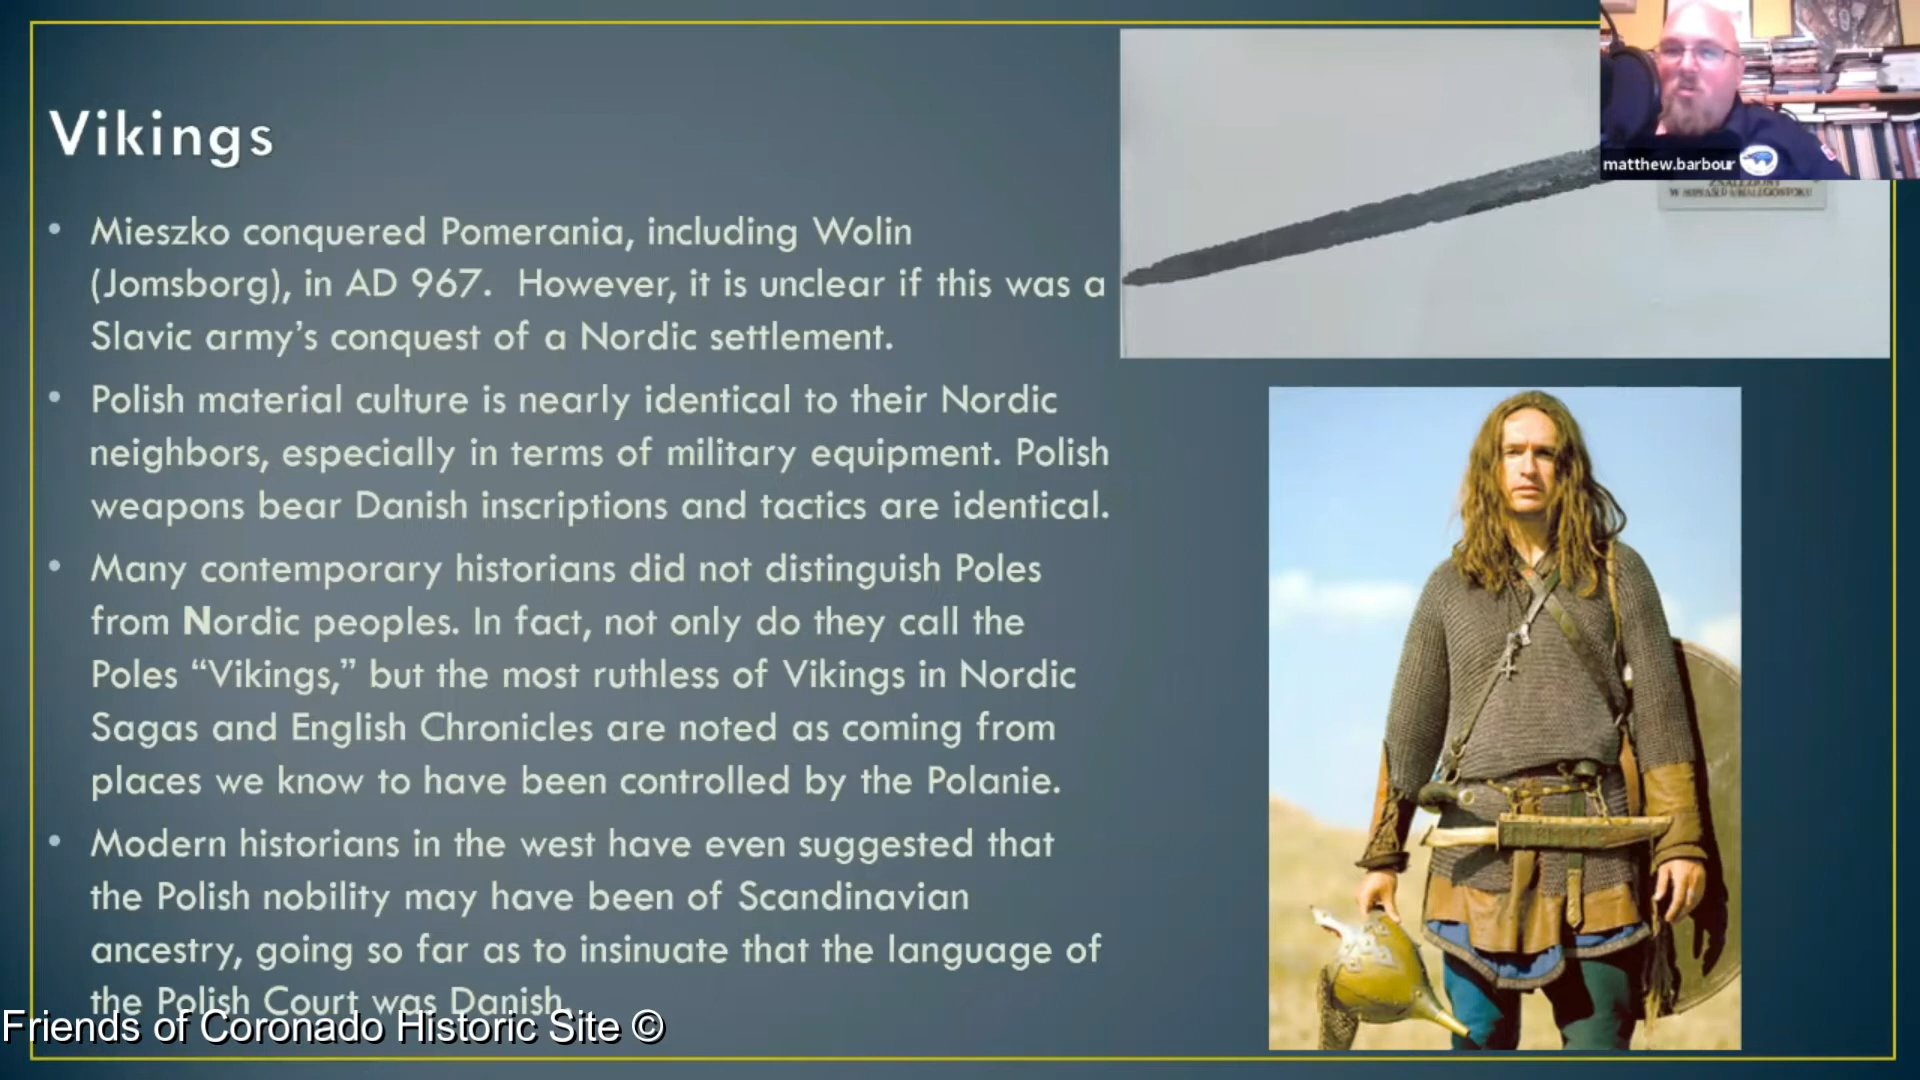 Vikings
• Mieszko conquered Pomerania, including Wolin
(Jomsborg), in AD 967. However, it is unclear if this was a
Slavic army's conquest of a Nordic settlement.
• Polish material culture is nearly identical to their Nordic
neighbors, especially in terms of military equipment. Polish
weapons bear Danish inscriptions and tactics are identical.
• Many contemporary historians did not distinguish Poles
from Nordic peoples. In fact, not only do they call the
Poles “Vikings,” but the most ruthless of Vikings in Nordic
Sagas and English Chronicles are noted as coming from
places we know to have been controlled by the Polanie.
• Modern historians in the west have even suggested that
the Polish nobility may have been of Scandinavian
ancestry, going so far as to insinuate that the language of
the Polish Court was Danish.
Friends of Coronado Historic Site ©
matthew.barbour